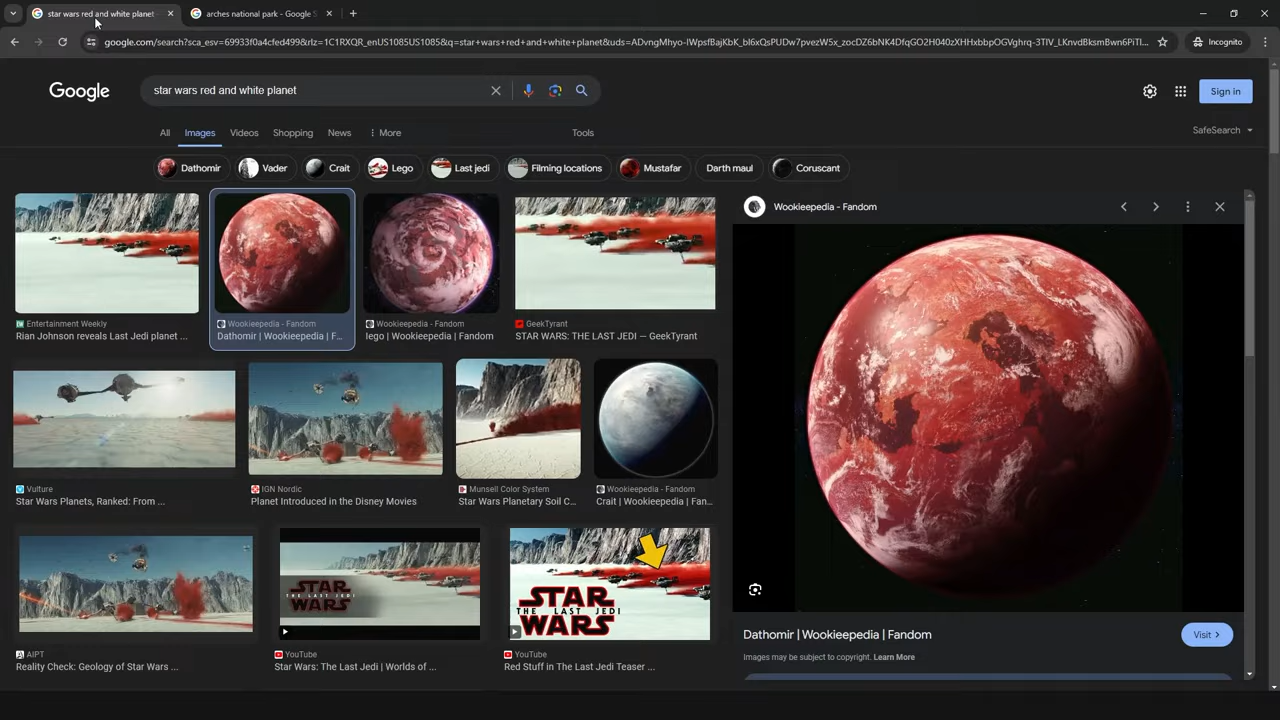 star wars red and white planet
arches national park - Google S
google.com/search?sca_esv=69933f0a4cfed499&rlz=1C1RXQR_enUS1085US1085&q=star+wars+red+and+white+planet&uds=
Incognito
Google
star wars red and white planet
Sign in
All
Images
Videos
Shopping
News
More
Tools
SafeSearch
Dathomir
Vader
Crait
Lego
Last jedi
Filming locations
Mustafar
Darth maul
Coruscant
Wookieepedia - Fandom
Entertainment Weekly
Rian Johnson reveals Last Jedi planet ...
Wookieepedia - Fandom
Dathomir | Wookieepedia | F...
Wookieepedia - Fandom
Iego | Wookieepedia | Fandom
GeekTyrant
STAR WARS: THE LAST JEDI — GeekTyrant
Vulture
Star Wars Planets, Ranked: From ...
IGN Nordic
Planet Introduced in the Disney Movies
Munsell Color System
Star Wars Planetary Soil C...
Wookieepedia - Fandom
Crait | Wookieepedia | Fan...
STAR
THE LAST JEDI
WARS
STAR
THE LAST JEDI
WARS
AIPT
Reality Check: Geology of Star Wars ...
YouTube
Star Wars: The Last Jedi | Worlds of ...
YouTube
Red Stuff in The Last Jedi Teaser ...
Dathomir | Wookieepedia | Fandom
Visit
Images may be subject to copyright. Learn More